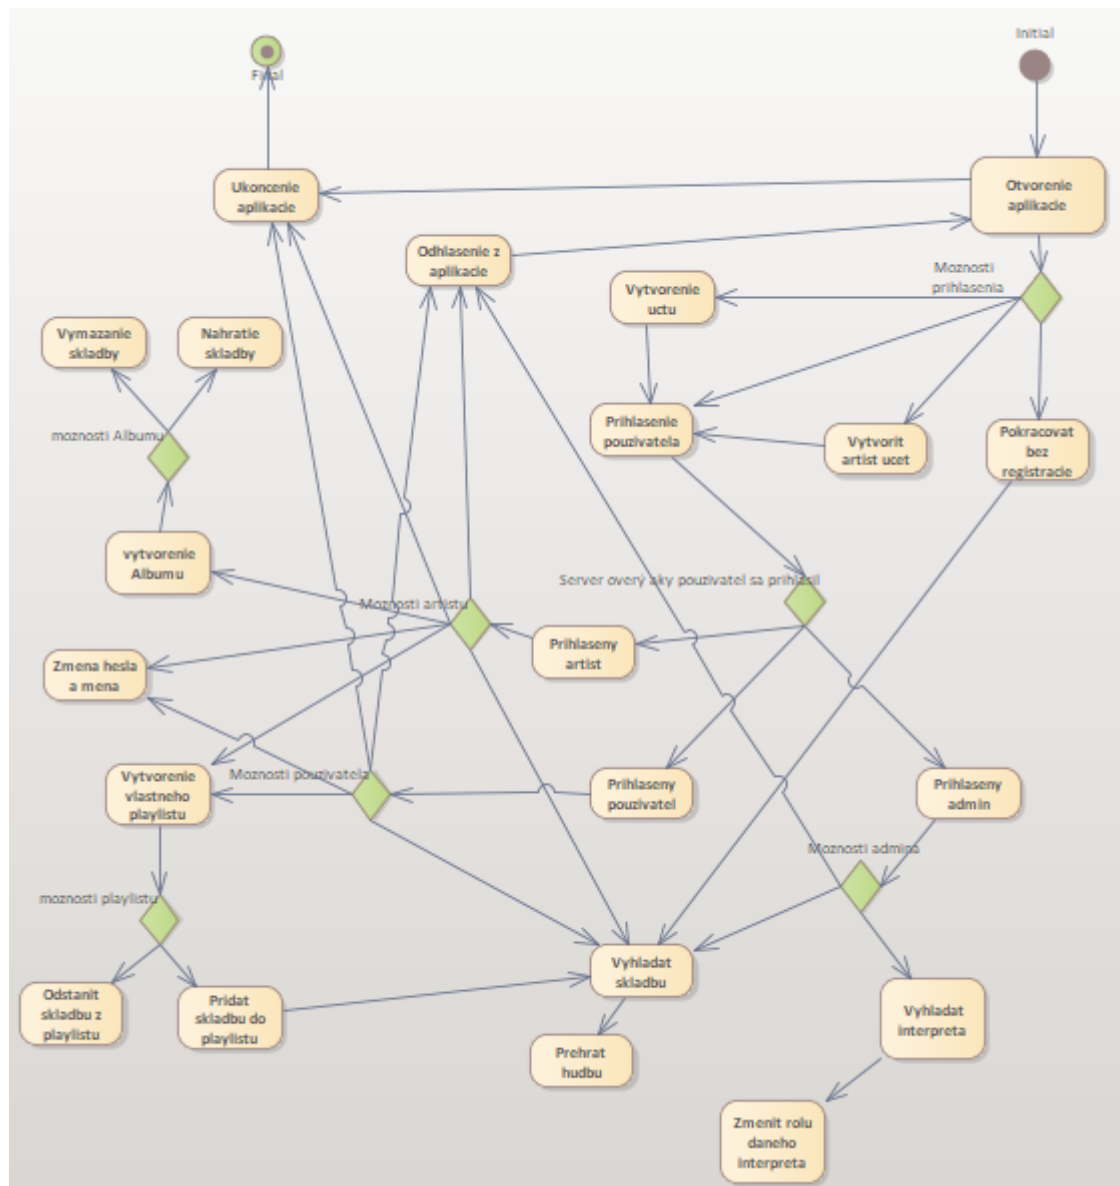 Initial
Final
Ukoncenie
aplikacie
Otvorenie
aplikacie
Odhlasenie z
aplikacie
Moznosti
prihlasenia
Vytvorenie
uctu
Vymazanie
skladby
Nahratie
skladby
moznosti Albumu
Prihlasenie
pouzivatela
Vytvorit
artist ucet
Pokracovat
bez
registracie
vytvorenie
Albumu
Server overý aky pouzivatel sa prihlasil
Moznosti artistu
Prihlaseny
artist
Zmena hesla
a mena
Vytvorenie
vlastneho
playlistu
Moznosti pouzivatela
Prihlaseny
pouzivatel
Prihlaseny
admin
Moznosti admina
moznosti playlistu
Vyhladat
skladbu
Odstanit
skladbu z
playlistu
Pridat
skladbu do
playlistu
Vyhladat
interpreta
Prehrat
hudbu
Zmenit rolu
daneho
interpreta